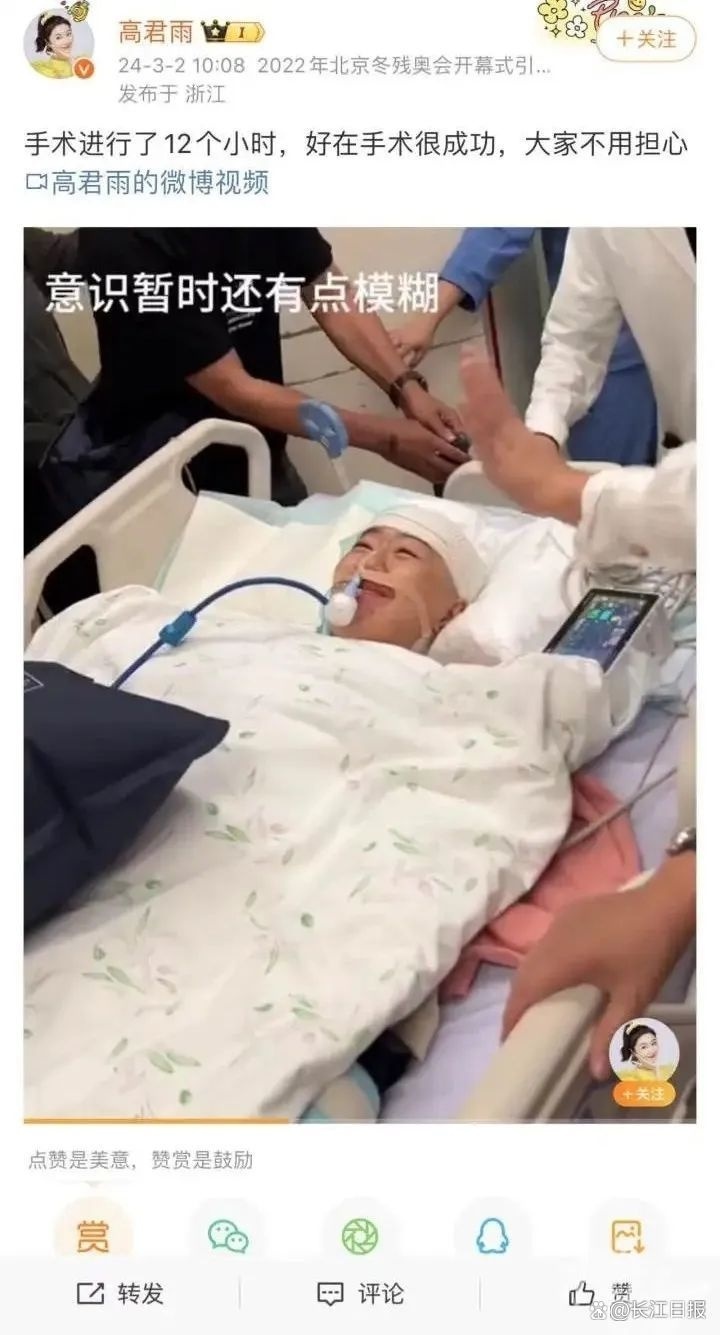 高君雨 I
+关注
24-3-2 10:08 2022年北京冬残奥会开幕式引...
发布于 浙江
手术进行了12个小时，好在手术很成功，大家不用担心
高君雨的微博视频
意识暂时还有点模糊
+关注
点赞是美意，赞赏是鼓励
赏
转发
评论
赞
@长江日报